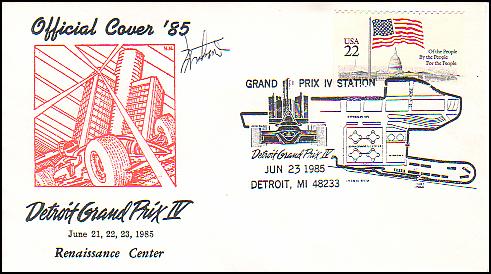 Official Cover '85
USA
22
Of the People
By the People
For the People
GRAND PRIX IV STATION
Detroit Grand Prix IV
JUN 23 1985
DETROIT, MI 48233
Detroit Grand Prix IV
June 21, 22, 23, 1985
Renaissance Center